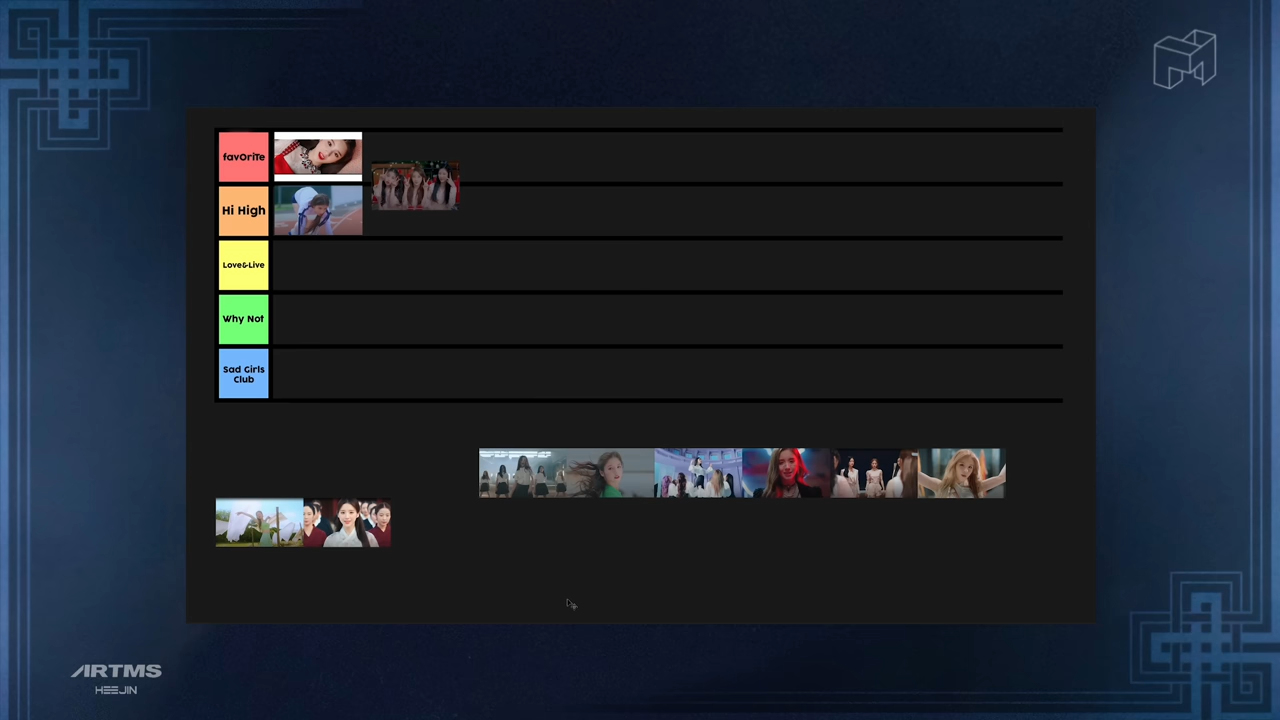 favOriTe
Hi High
Love&Live
Why Not
Sad Girls
Club
ARTMS
HEEJIN